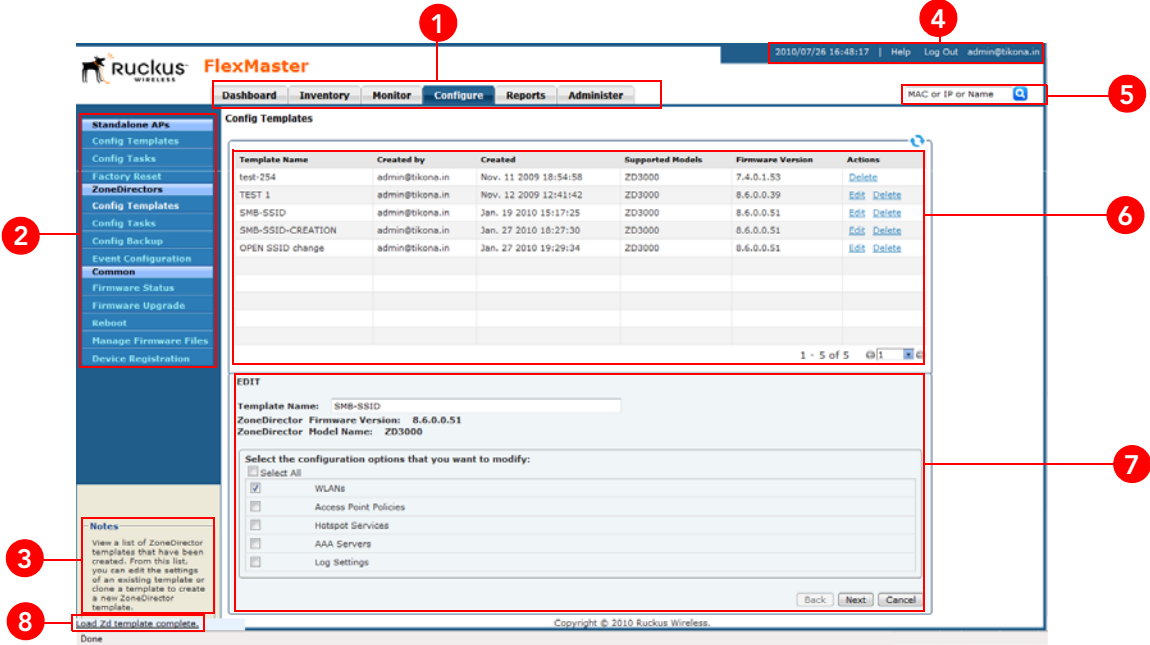 1
4
2010/07/26 16:48:17 | Help Log Out admin@tikona.in
Ruckus WIRELESS FlexMaster
Dashboard Inventory Monitor Configure Reports Administer
MAC or IP or Name
5
Config Templates
2
Standalone APs
Config Templates
Config Tasks
Factory Reset
ZoneDirectors
Config Templates
Config Tasks
Config Backup
Event Configuration
Common
Firmware Status
Firmware Upgrade
Reboot
Manage Firmware Files
Device Registration
Template Name Created by Created Supported Models Firmware Version Actions
test-254 admin@tikona.in Nov. 11 2009 18:54:58 ZD3000 7.4.0.1.53 Delete
TEST 1 admin@tikona.in Nov. 12 2009 12:41:42 ZD3000 8.6.0.0.39 Edit Delete
SMB-SSID admin@tikona.in Jan. 19 2010 15:17:25 ZD3000 8.6.0.0.51 Edit Delete
SMB-SSID-CREATION admin@tikona.in Jan. 27 2010 18:27:30 ZD3000 8.6.0.0.51 Edit Delete
OPEN SSID change admin@tikona.in Jan. 27 2010 19:29:34 ZD3000 8.6.0.0.51 Edit Delete
6
1 - 5 of 5 1
EDIT
Template Name: SMB-SSID
ZoneDirector Firmware Version: 8.6.0.0.51
ZoneDirector Model Name: ZD3000
Select the configuration options that you want to modify:
Select All
WLANs
Access Point Policies
Hotspot Services
AAA Servers
Log Settings
7
Back Next Cancel
3
Notes
View a list of ZoneDirector
templates that have been
created. From this list,
you can edit the settings
of an existing template or
clone a template to create
a new ZoneDirector
template.
8
Load Zd template complete.
Copyright © 2010 Ruckus Wireless.
Done